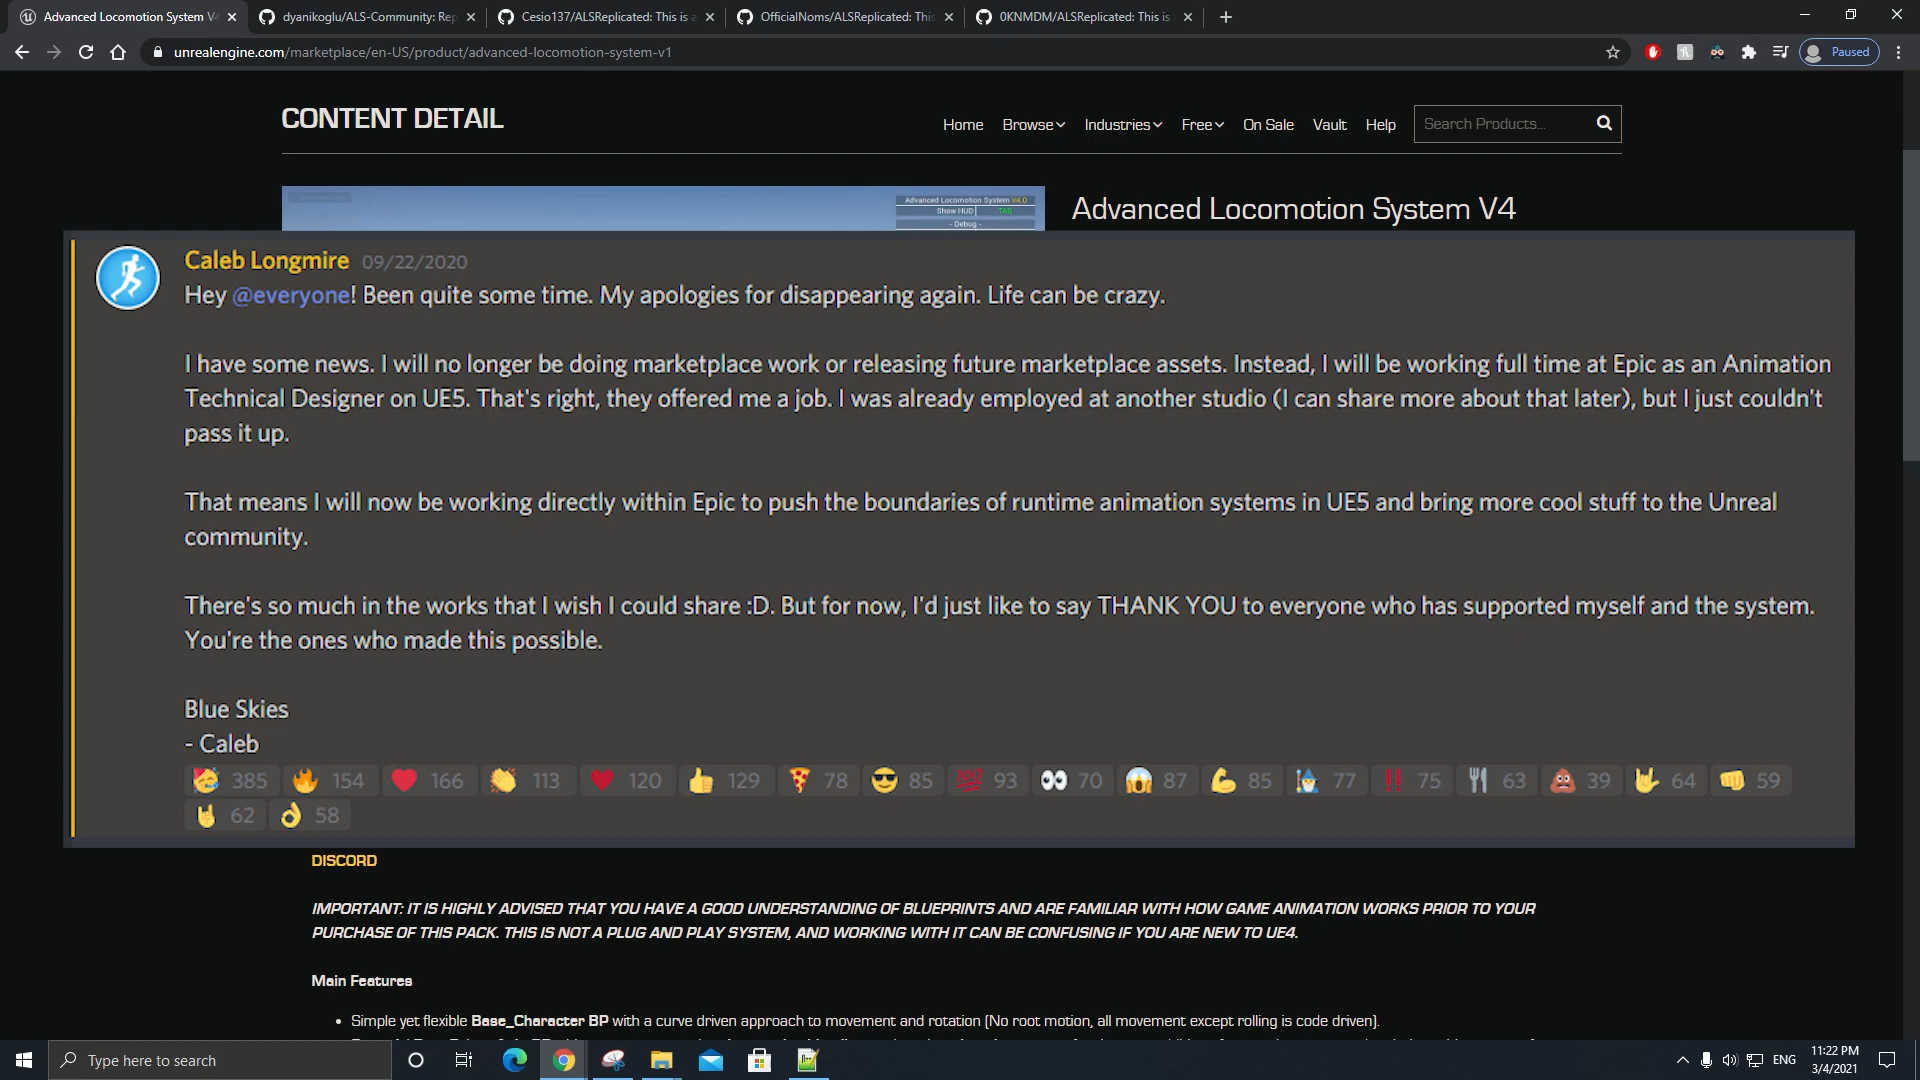 Advanced Locomotion System V4
dyanikoglu/ALS-Community: Rep
Cesio137/ALSReplicated: This is a
OfficialNoms/ALSReplicated: This
0KNMDM/ALSReplicated: This is
unrealengine.com/marketplace/en-US/product/advanced-locomotion-system-v1
Paused
CONTENT DETAIL
Home Browse Industries Free On Sale Vault Help Search Products...
Advanced Locomotion System V4.0
Show HUD | TAB
- Debug -
Advanced Locomotion System V4
Caleb Longmire 09/22/2020
Hey @everyone! Been quite some time. My apologies for disappearing again. Life can be crazy.
I have some news. I will no longer be doing marketplace work or releasing future marketplace assets. Instead, I will be working full time at Epic as an Animation
Technical Designer on UE5. That's right, they offered me a job. I was already employed at another studio (I can share more about that later), but I just couldn't
pass it up.
That means I will now be working directly within Epic to push the boundaries of runtime animation systems in UE5 and bring more cool stuff to the Unreal
community.
There's so much in the works that I wish I could share :D. But for now, I'd just like to say THANK YOU to everyone who has supported myself and the system.
You're the ones who made this possible.
Blue Skies
- Caleb
385 154 166 113 120 129 78 85 93 70 87 85 77 75 63 39 64 59
62 58
DISCORD
IMPORTANT: IT IS HIGHLY ADVISED THAT YOU HAVE A GOOD UNDERSTANDING OF BLUEPRINTS AND ARE FAMILIAR WITH HOW GAME ANIMATION WORKS PRIOR TO YOUR
PURCHASE OF THIS PACK. THIS IS NOT A PLUG AND PLAY SYSTEM, AND WORKING WITH IT CAN BE CONFUSING IF YOU ARE NEW TO UE4.
Main Features
• Simple yet flexible Base_Character BP with a curve driven approach to movement and rotation (No root motion, all movement except rolling is code driven).
Type here to search
ENG
11:22 PM
3/4/2021